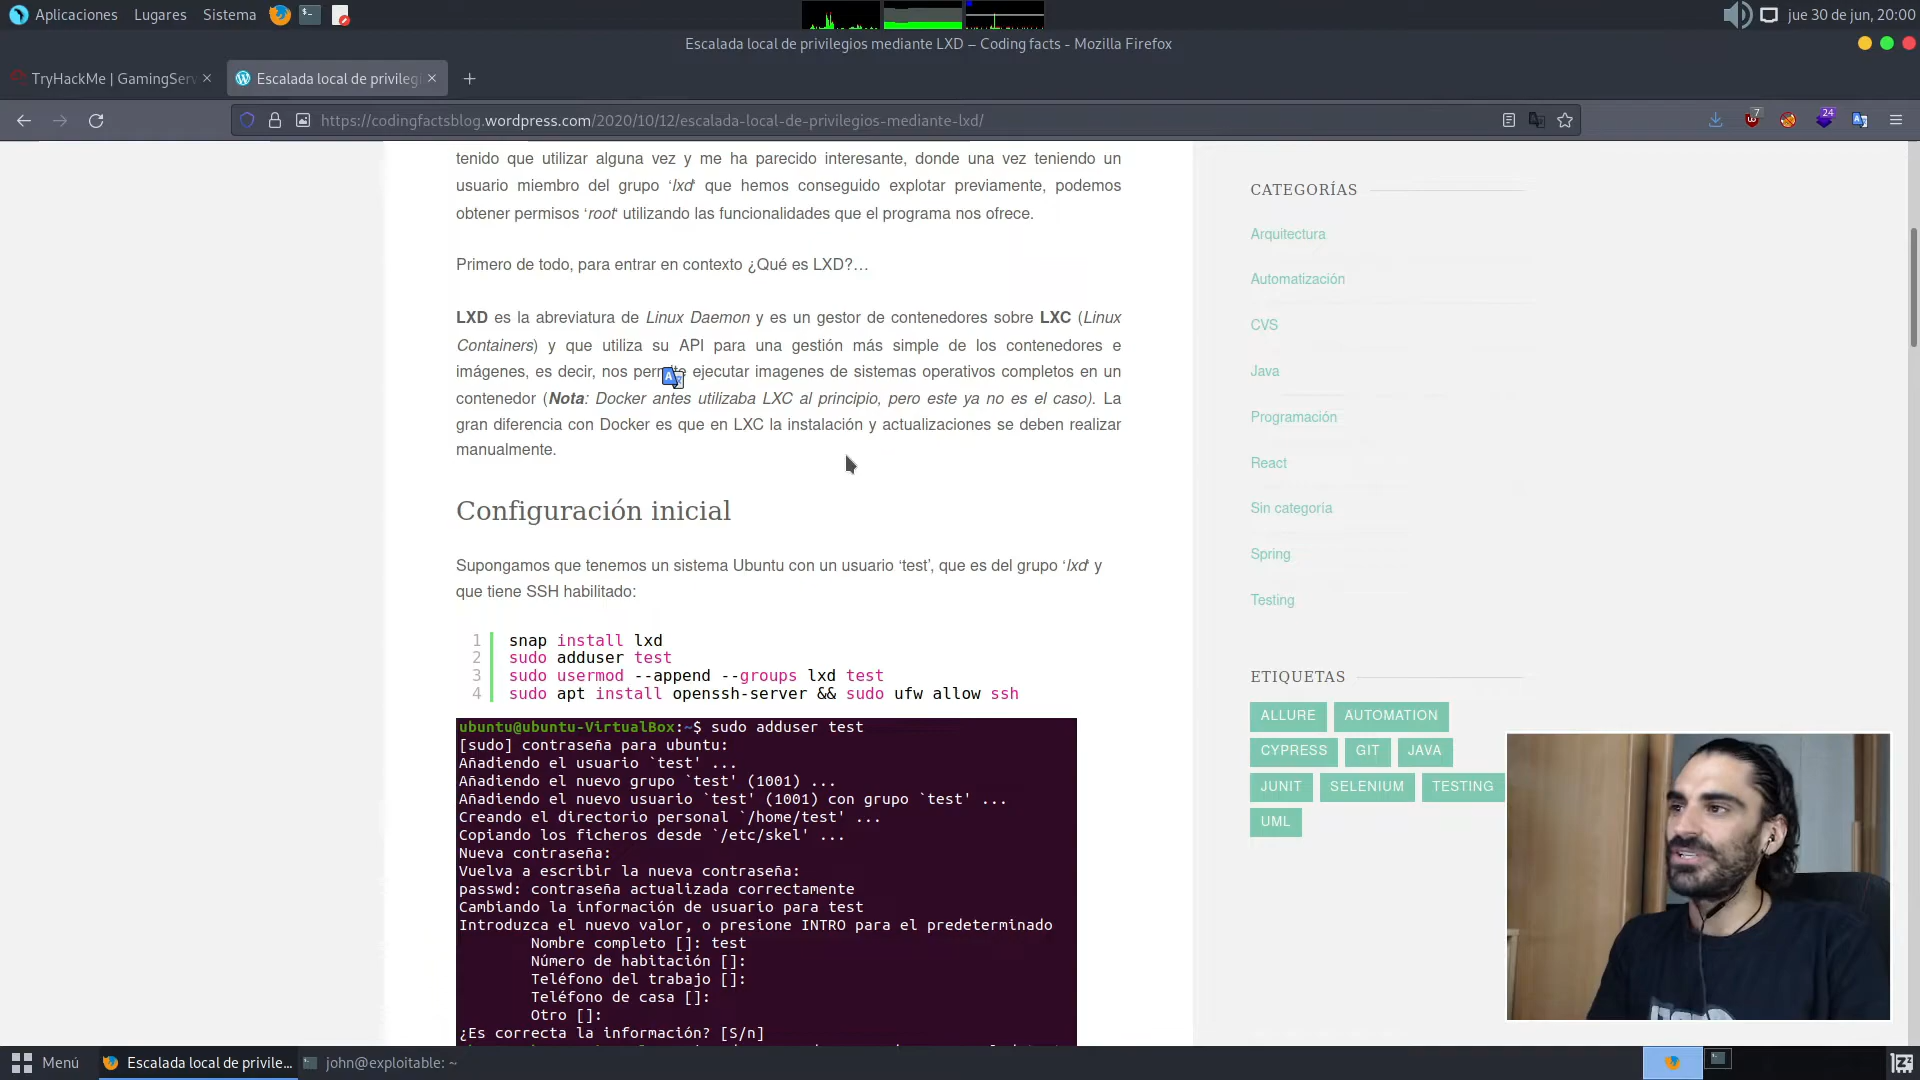 Aplicaciones Lugares Sistema
jue 30 de jun, 20:00
Escalada local de privilegios mediante LXD – Coding facts - Mozilla Firefox
TryHackMe | GamingServ
Escalada local de privileg
https://codingfactsblog.wordpress.com/2020/10/12/escalada-local-de-privilegios-mediante-lxd/
7
24
tenido que utilizar alguna vez y me ha parecido interesante, donde una vez teniendo un
usuario miembro del grupo ‘lxd‘ que hemos conseguido explotar previamente, podemos
obtener permisos ‘root‘ utilizando las funcionalidades que el programa nos ofrece.
Primero de todo, para entrar en contexto ¿Qué es LXD?…
LXD es la abreviatura de Linux Daemon y es un gestor de contenedores sobre LXC (Linux
Containers) y que utiliza su API para una gestión más simple de los contenedores e
imágenes, es decir, nos permite ejecutar imagenes de sistemas operativos completos en un
contenedor (Nota: Docker antes utilizaba LXC al principio, pero este ya no es el caso). La
gran diferencia con Docker es que en LXC la instalación y actualizaciones se deben realizar
manualmente.
Configuración inicial
Supongamos que tenemos un sistema Ubuntu con un usuario ‘test’, que es del grupo ‘lxd‘ y
que tiene SSH habilitado:
1 snap install lxd
2 sudo adduser test
3 sudo usermod --append --groups lxd test
4 sudo apt install openssh-server && sudo ufw allow ssh
ubuntu@ubuntu-VirtualBox:~$ sudo adduser test
[sudo] contraseña para ubuntu:
Añadiendo el usuario `test' ...
Añadiendo el nuevo grupo `test' (1001) ...
Añadiendo el nuevo usuario `test' (1001) con grupo `test' ...
Creando el directorio personal `/home/test' ...
Copiando los ficheros desde `/etc/skel' ...
Nueva contraseña:
Vuelva a escribir la nueva contraseña:
passwd: contraseña actualizada correctamente
Cambiando la información de usuario para test
Introduzca el nuevo valor, o presione INTRO para el predeterminado
Nombre completo []: test
Número de habitación []:
Teléfono del trabajo []:
Teléfono de casa []:
Otro []:
¿Es correcta la información? [S/n]
CATEGORÍAS
Arquitectura
Automatización
CVS
Java
Programación
React
Sin categoría
Spring
Testing
ETIQUETAS
ALLURE AUTOMATION
CYPRESS GIT JAVA
JUNIT SELENIUM TESTING
UML
Menú
Escalada local de privile...
john@exploitable: ~